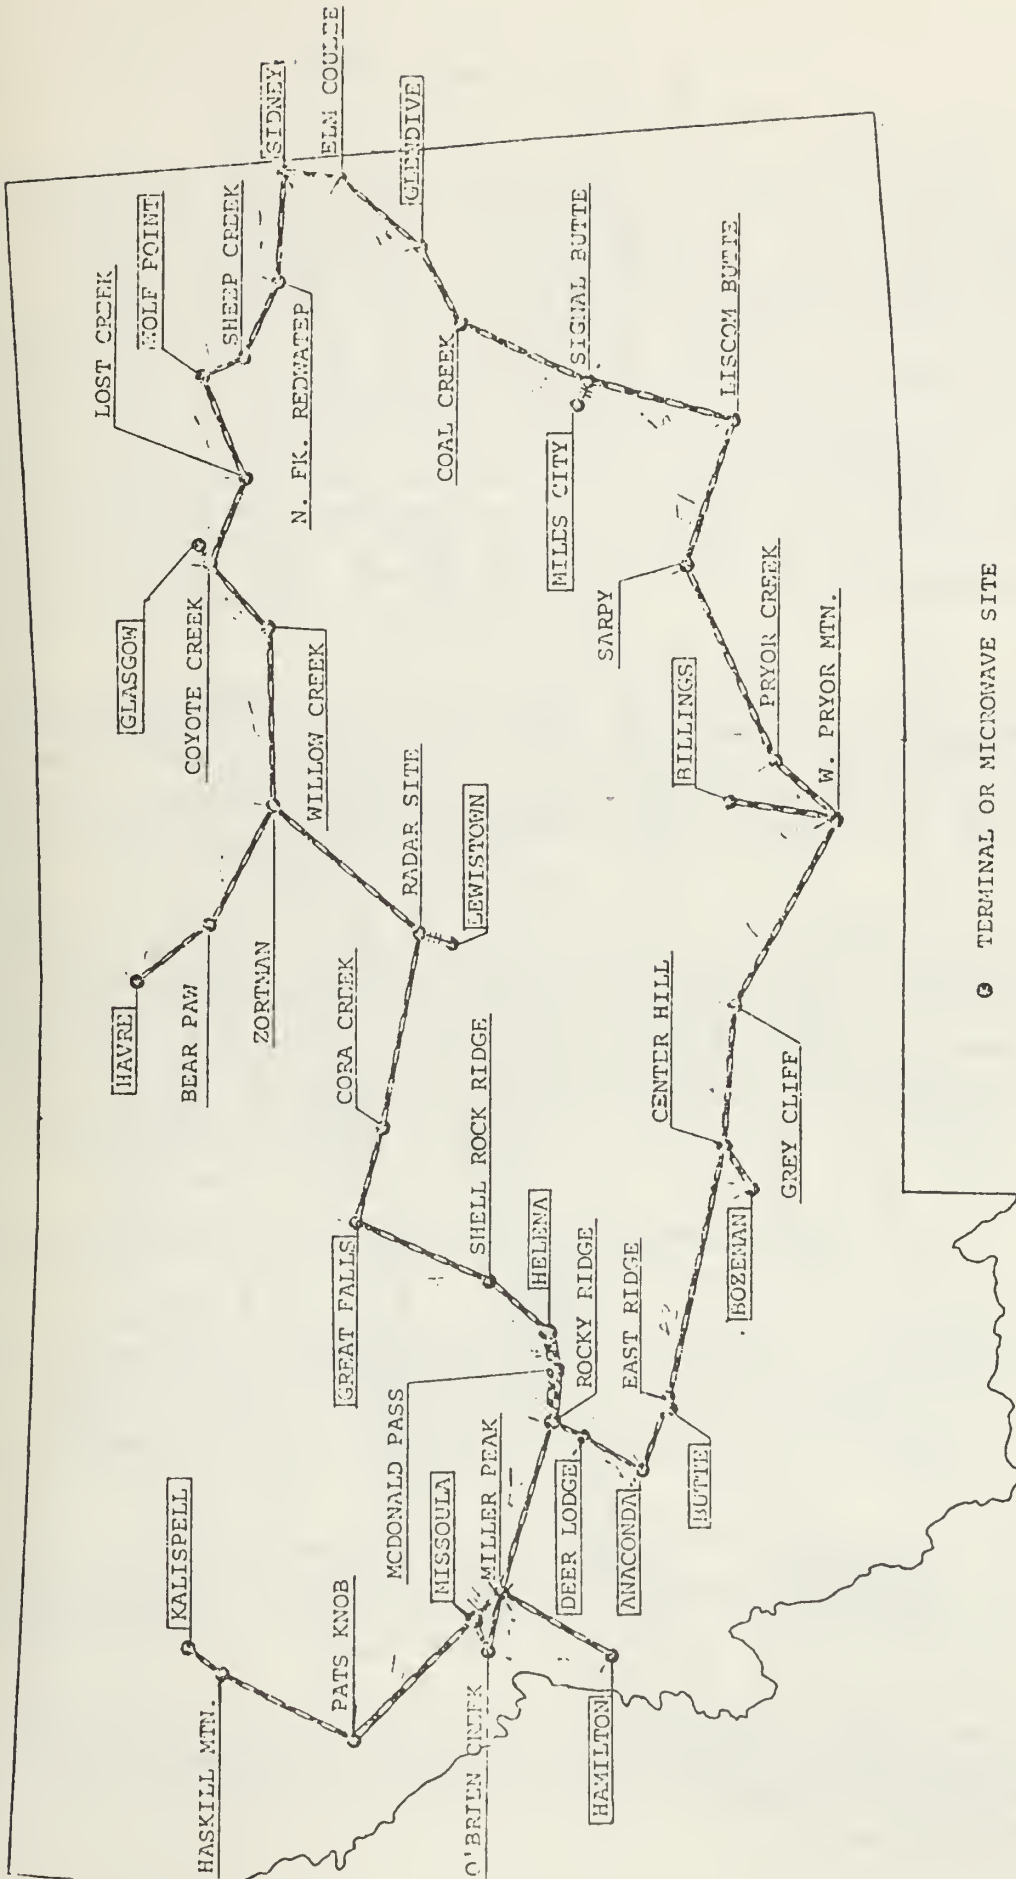 KALISPELL
HASKILL MTN.
PATS KNOB
MISSOULA
MILLER PEAK
O'BRIEN CREEK
HAMILTON
MCDONALD PASS
DEER LODGE
ANACONDA
BUTTE
EAST RIDGE
ROCKY RIDGE
HELENA
GREAT FALLS
SHELL ROCK RIDGE
CORA CREEK
HAVRE
BEAR PAW
ZORTMAN
RADAR SITE
LEWISTOWN
WILLOW CREEK
GLASGOW
COYOTE CREEK
LOST CREEK
WOLF POINT
SHEEP CREEK
N. FK. REDWATER
SIDNEY
ELM COULEE
GLENDIVE
COAL CREEK
SIGNAL BUTTE
MILES CITY
LISCOM BUTTE
SARPY
PRYOR CREEK
BILLINGS
W. PRYOR MTN.
CENTER HILL
GREY CLIFF
BOZEMAN
TERMINAL OR MICROWAVE SITE